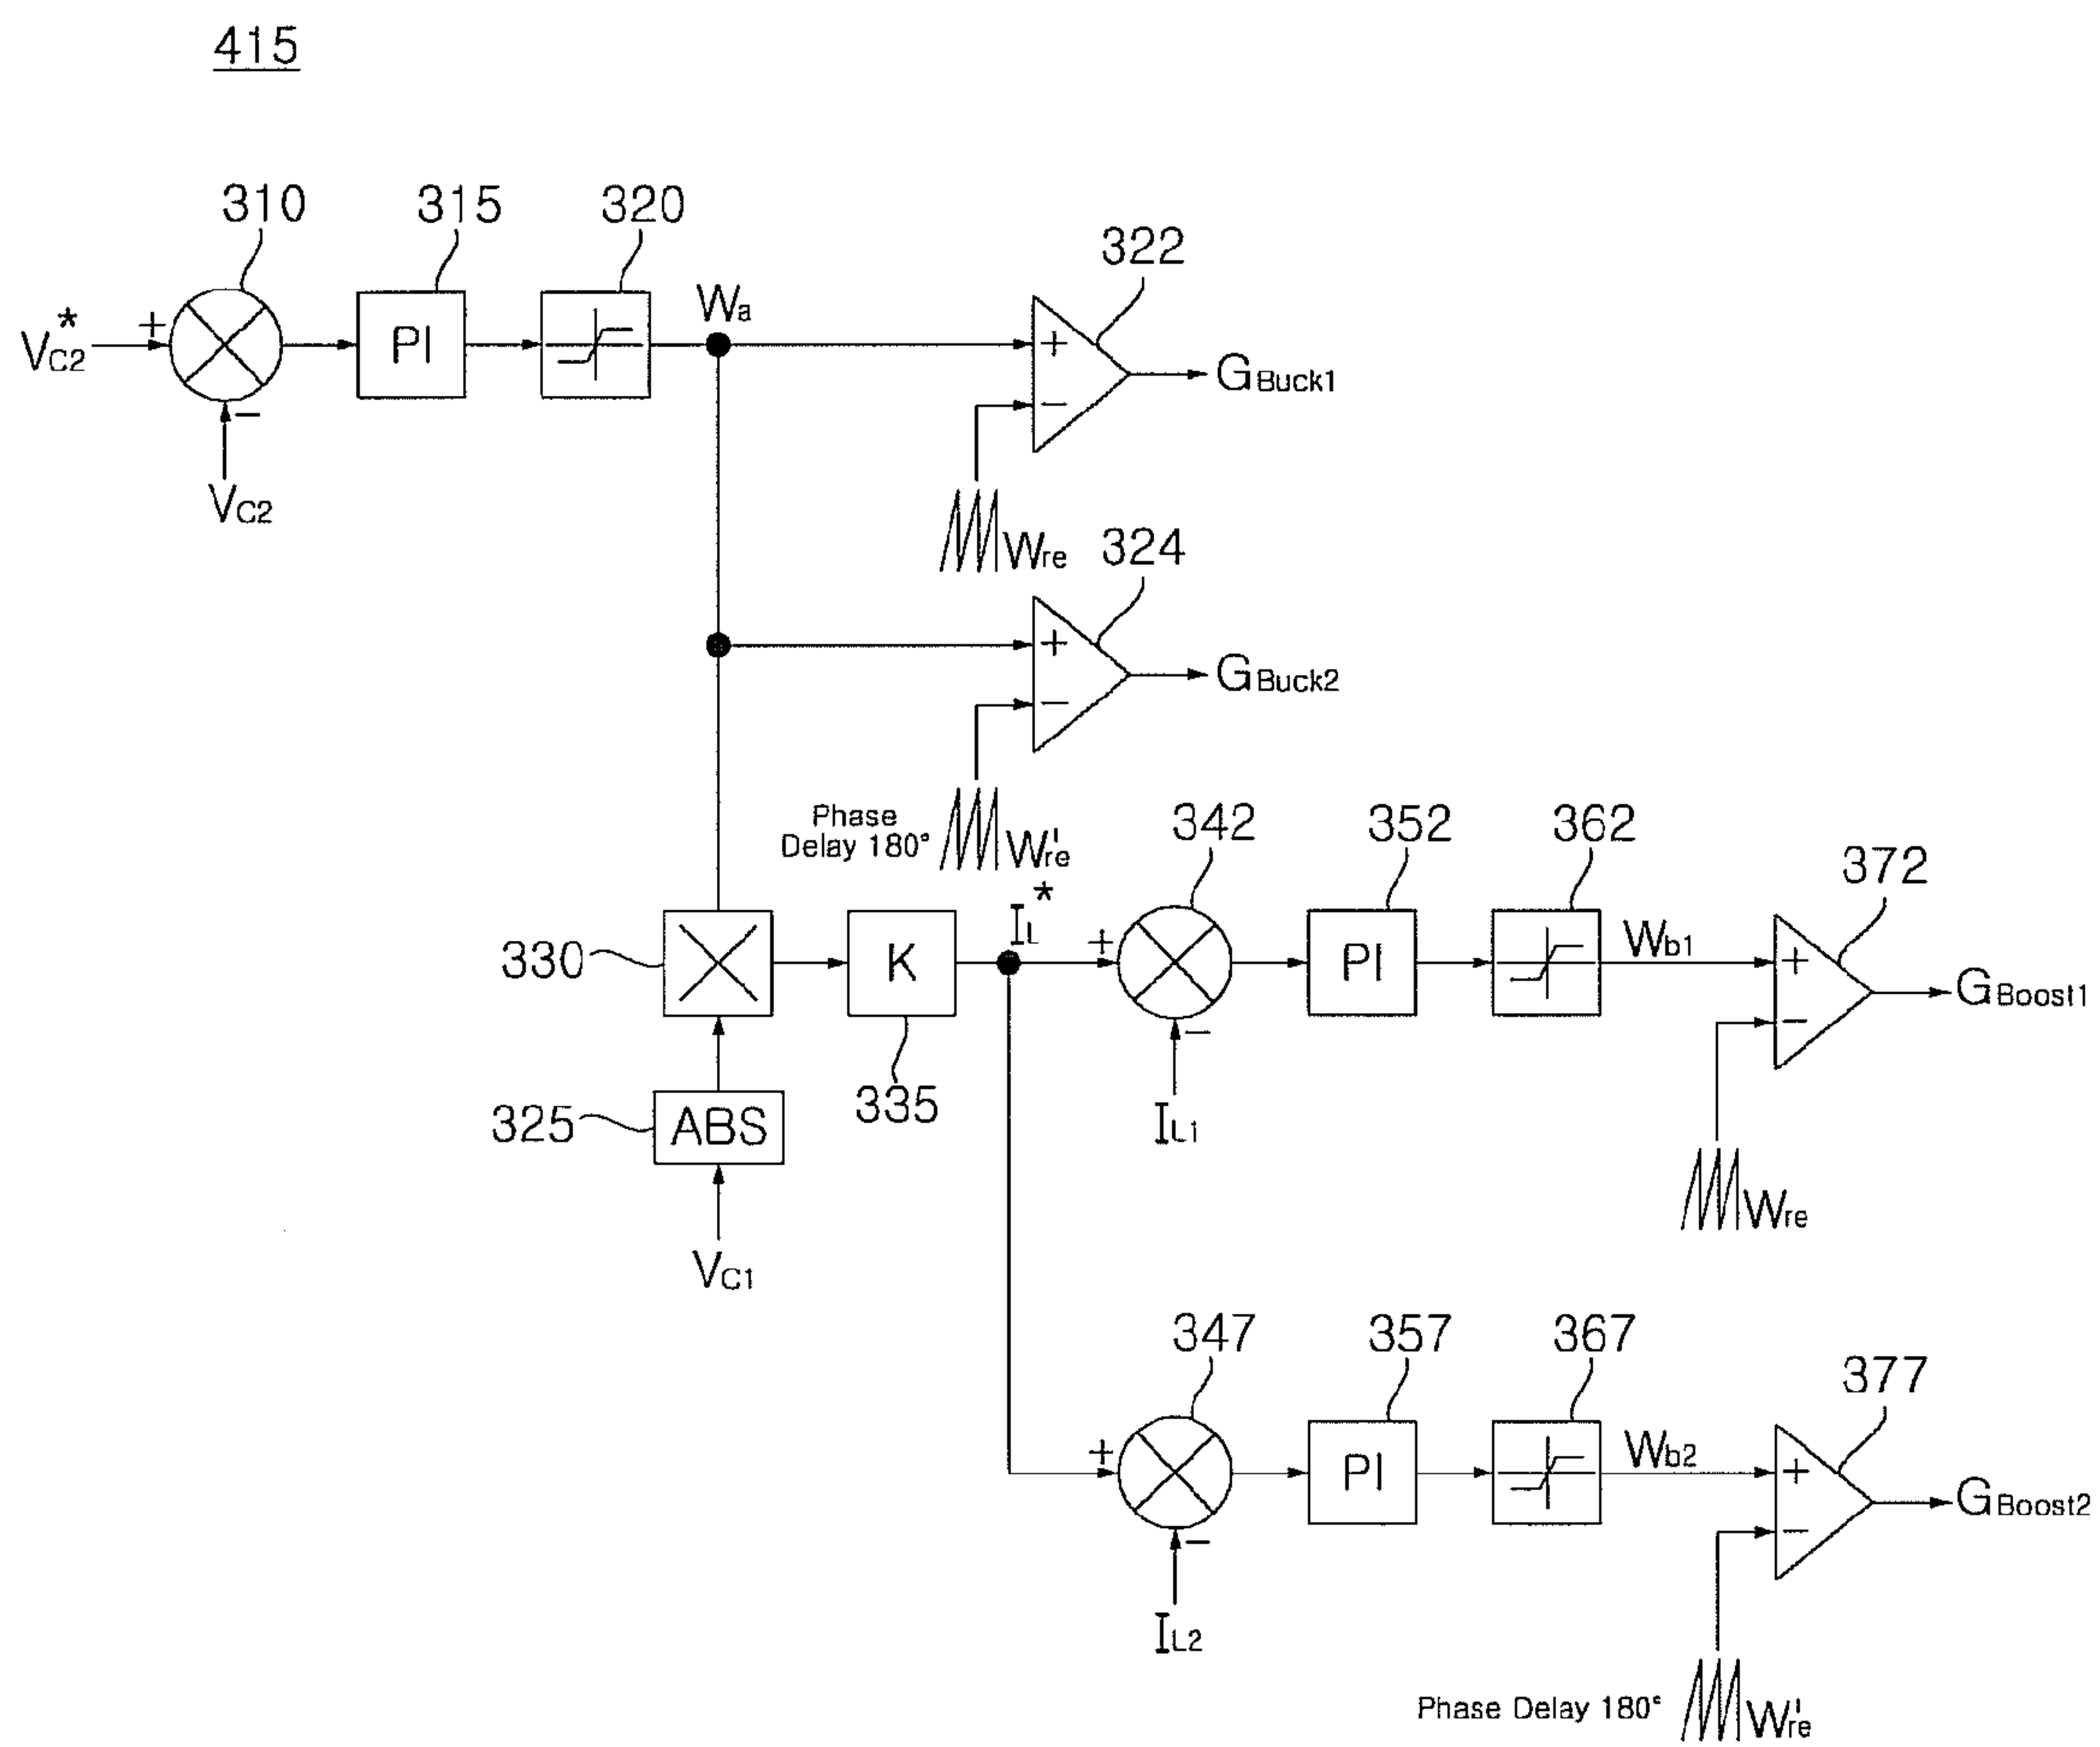 415
310
315
320
322
VC2*
+
PI
Wa
+
GBuck1
−
−
VC2
Wre
324
+
GBuck2
−
Phase
Delay 180°
W're
342
352
362
372
IL*
330
K
+
PI
Wb1
+
GBoost1
−
−
335
325
ABS
IL1
Wre
VC1
347
357
367
377
+
PI
Wb2
+
GBoost2
−
−
IL2
Phase Delay 180°
W're